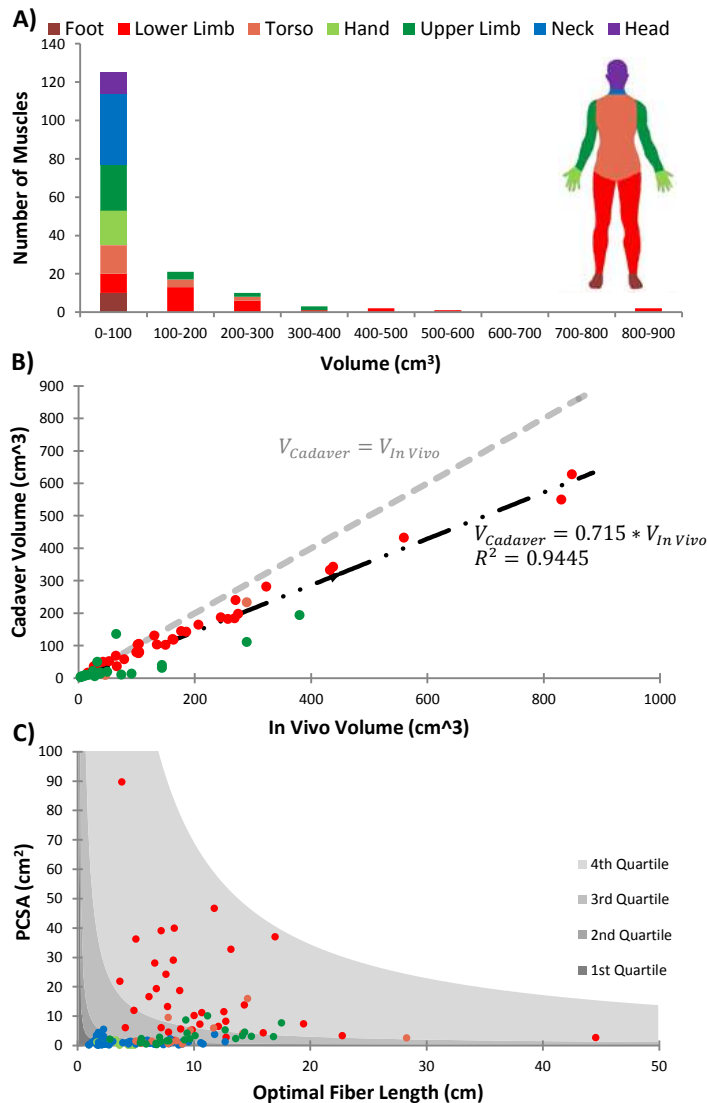 A)
Foot Lower Limb Torso Hand Upper Limb Neck Head
140
120
100
80
60
40
20
0
Number of Muscles
0-100 100-200 200-300 300-400 400-500 500-600 600-700 700-800 800-900
Volume (cm³)
B)
900
800
700
600
500
400
300
200
100
0
Cadaver Volume (cm^3)
V_Cadaver = V_In Vivo
V_Cadaver = 0.715 * V_In Vivo
R² = 0.9445
0 200 400 600 800 1000
In Vivo Volume (cm^3)
C)
100
90
80
70
60
50
40
30
20
10
0
PCSA (cm²)
4th Quartile
3rd Quartile
2nd Quartile
1st Quartile
0 10 20 30 40 50
Optimal Fiber Length (cm)